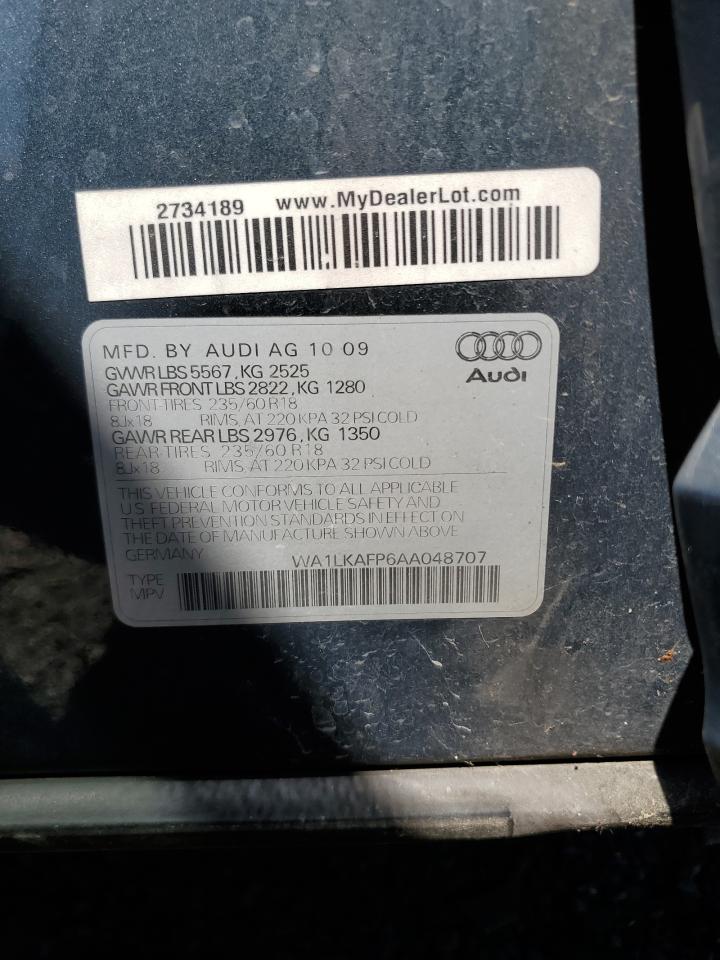 2734189 www.MyDealerLot.com
MFD. BY AUDI AG 10 09
GVWR LBS 5567, KG 2525
GAWR FRONT LBS 2822, KG 1280
FRONT-TIRES 235/60 R18
8Jx18 RIMS, AT 220 KPA 32 PSI COLD
GAWR REAR LBS 2976, KG 1350
REAR-TIRES 235/60 R18
8Jx18 RIMS, AT 220 KPA 32 PSI COLD
Audi
THIS VEHICLE CONFORMS TO ALL APPLICABLE
U.S. FEDERAL MOTOR VEHICLE SAFETY AND
THEFT PREVENTION STANDARDS IN EFFECT ON
THE DATE OF MANUFACTURE SHOWN ABOVE
GERMANY WA1LKAFP6AA048707
TYPE
MPV